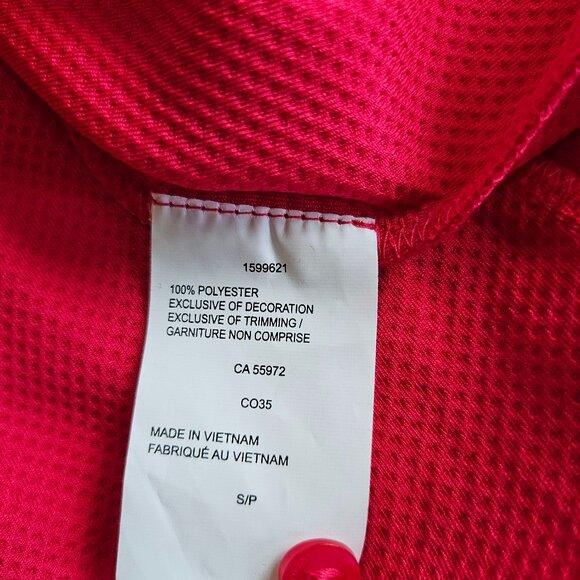 1599621
100% POLYESTER
EXCLUSIVE OF DECORATION
EXCLUSIVE OF TRIMMING /
GARNITURE NON COMPRISE
CA 55972
CO35
MADE IN VIETNAM
FABRIQUÉ AU VIETNAM
S/P